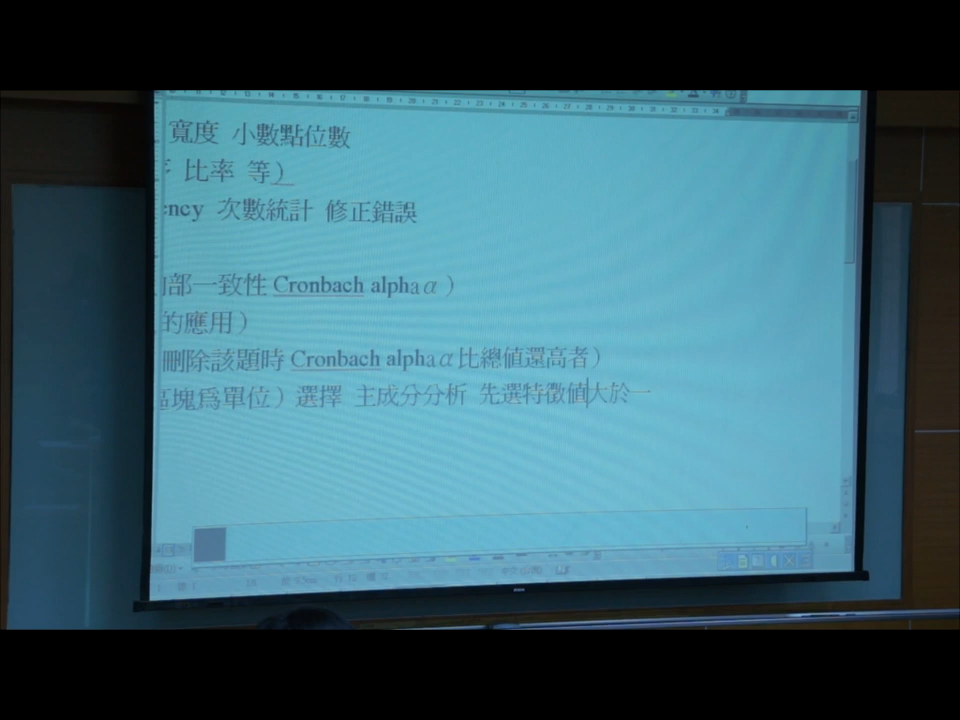 寬度 小數點位數
比率 等）
ency 次數統計 修正錯誤
部一致性 Cronbach alphaα）
的應用）
刪除該題時 Cronbach alphaα比總值還高者）
區塊為單位）選擇 主成分分析 先選特徵值大於一